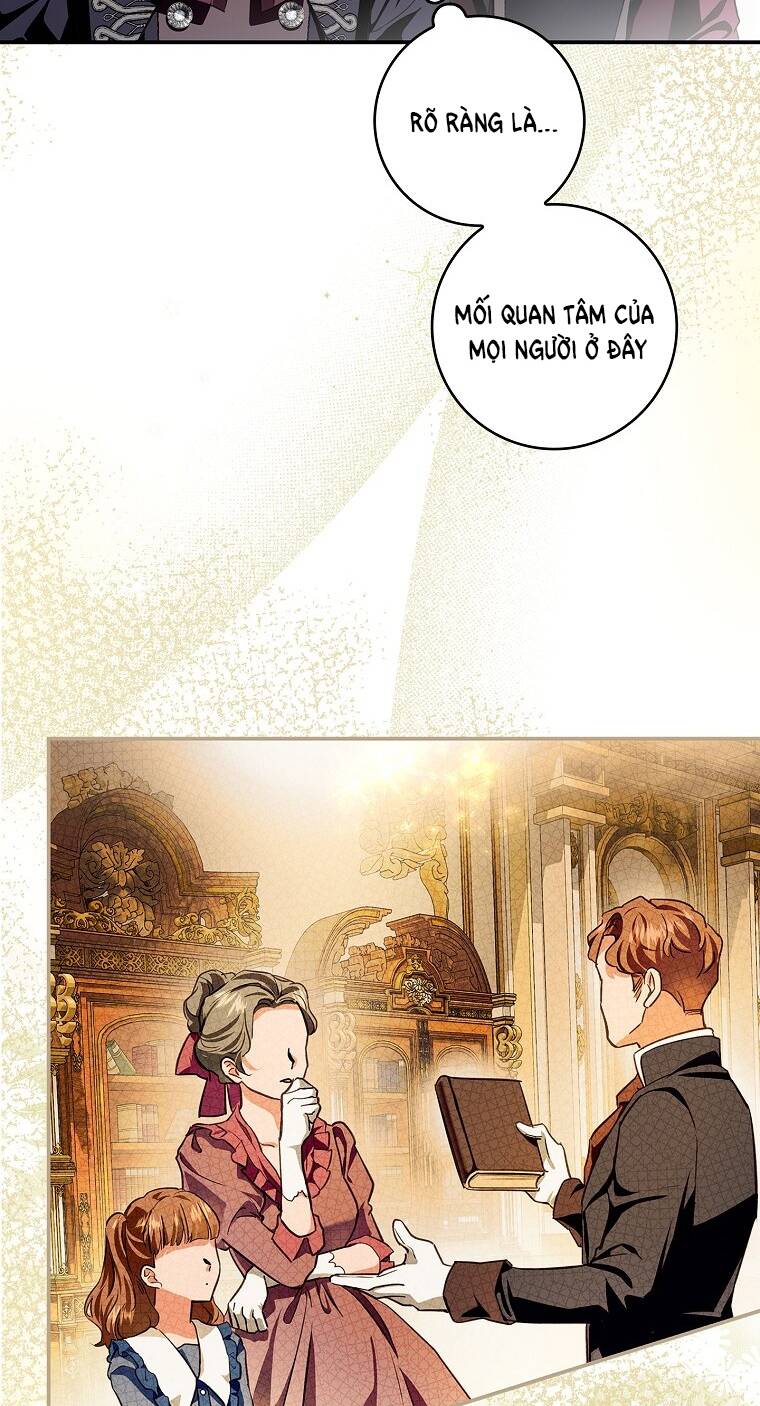 RÕ RÀNG LÀ...
MỐI QUAN TÂM CỦA
MỌI NGƯỜI Ở ĐÂY